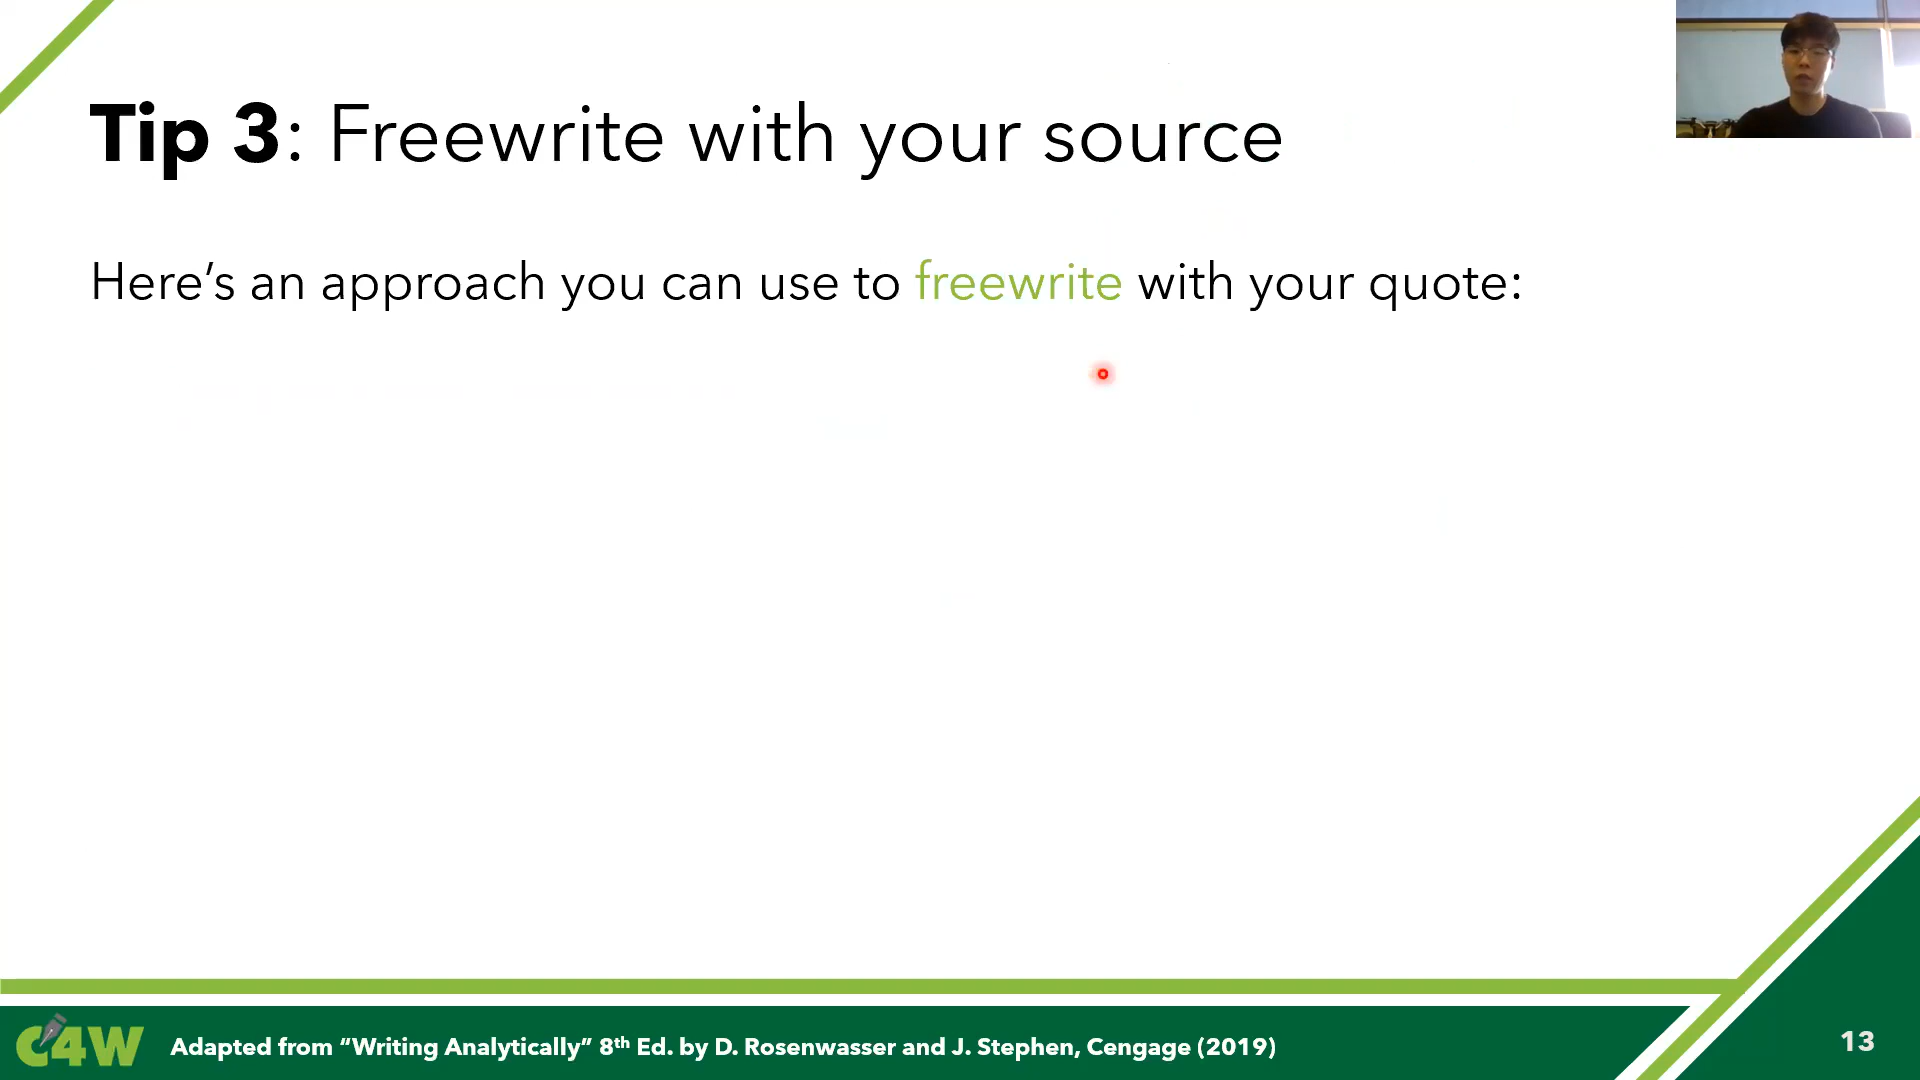 Tip 3: Freewrite with your source
Here’s an approach you can use to freewrite with your quote:
C4W
Adapted from “Writing Analytically” 8th Ed. by D. Rosenwasser and J. Stephen, Cengage (2019)
13